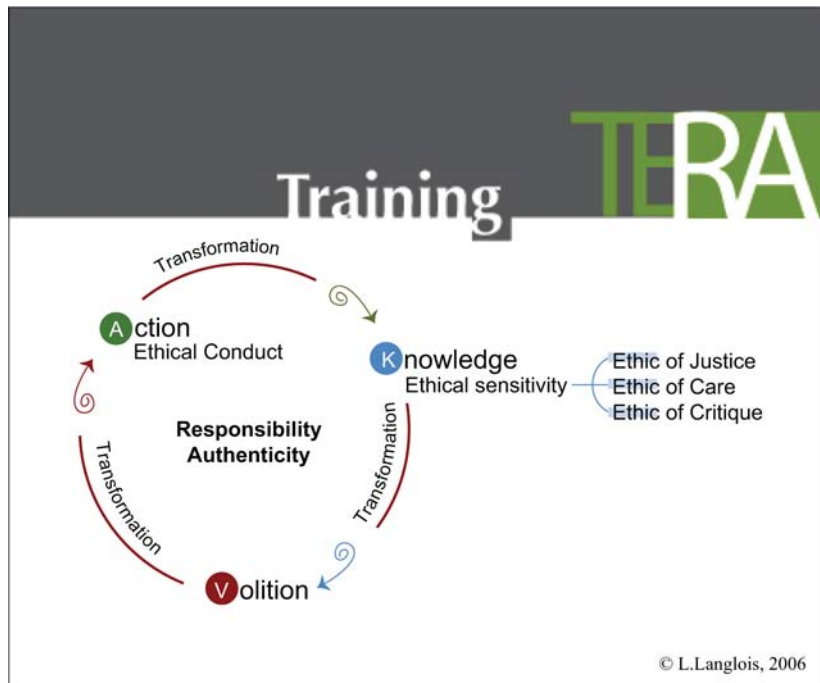 TERA
Training
Transformation
Action
Ethical Conduct
Knowledge
Ethical sensitivity
Ethic of Justice
Ethic of Care
Ethic of Critique
Responsibility
Authenticity
Transformation
Transformation
Volition
© L.Langlois, 2006